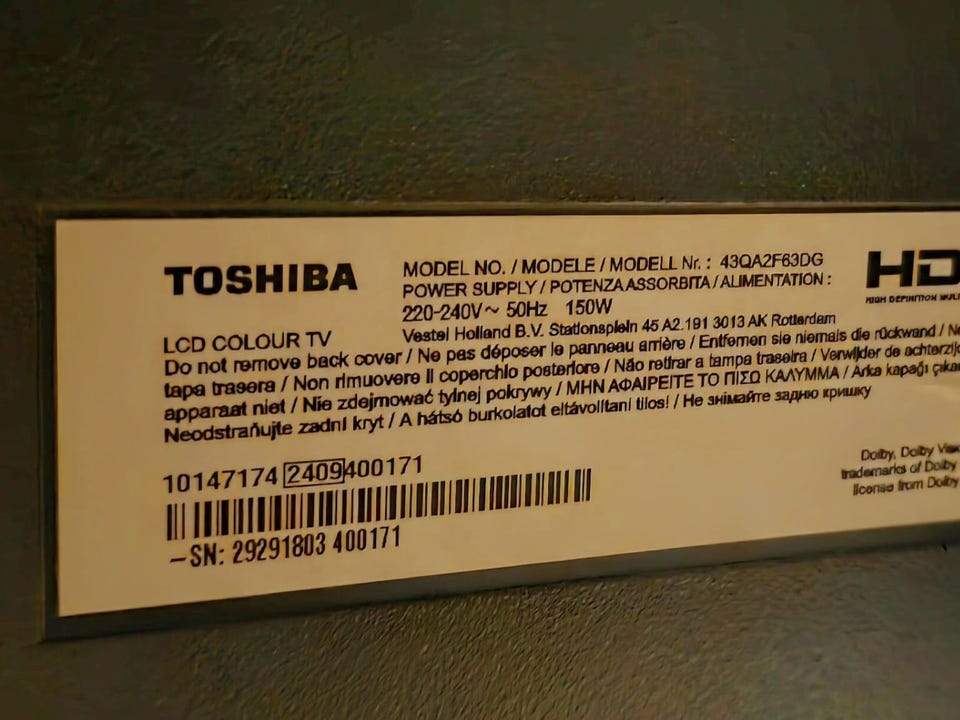 TOSHIBA
MODEL NO. / MODELE / MODELL Nr. : 43QA2F63DG
POWER SUPPLY / POTENZA ASSORBITA / ALIMENTATION :
220-240V~ 50Hz 150W
Vestel Holland B.V. Stationsplein 45 A2.191 3013 AK Rotterdam
HD
HIGH DEFINITION
LCD COLOUR TV
Do not remove back cover / Ne pas déposer le panneau arrière / Entfernen sie niemals die rückwand /
tapa trasera / Non rimuovere il coperchio posteriore / Não retirar a tampa traseira / Verwijder de
apparaat niet / Nie zdejmować tylnej pokrywy / ΜΗΝ ΑΦΑΙΡΕΙΤΕ ΤΟ ΠΙΣΩ ΚΑΛΥΜΜΑ / Arka kapağı
Neodstraňujte zadní kryt / A hátsó burkolatot eltávolítani tilos! / Не знімайте задню кришку
10147174 2409400171
-SN: 29291803 400171
Dolby, Dolby
trademarks of Dolby
license from Dolby